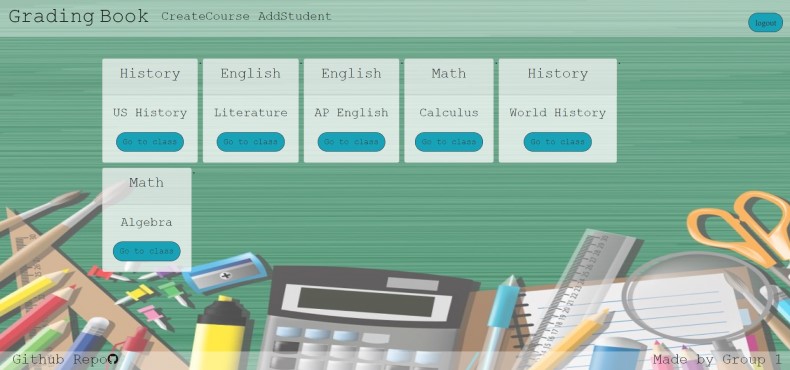 Grading Book CreateCourse AddStudent logout
History English English Math History
US History Literature AP English Calculus World History
Go to class Go to class Go to class Go to class Go to class
Math
Algebra
Go to class
Github Repo Made by Group 1